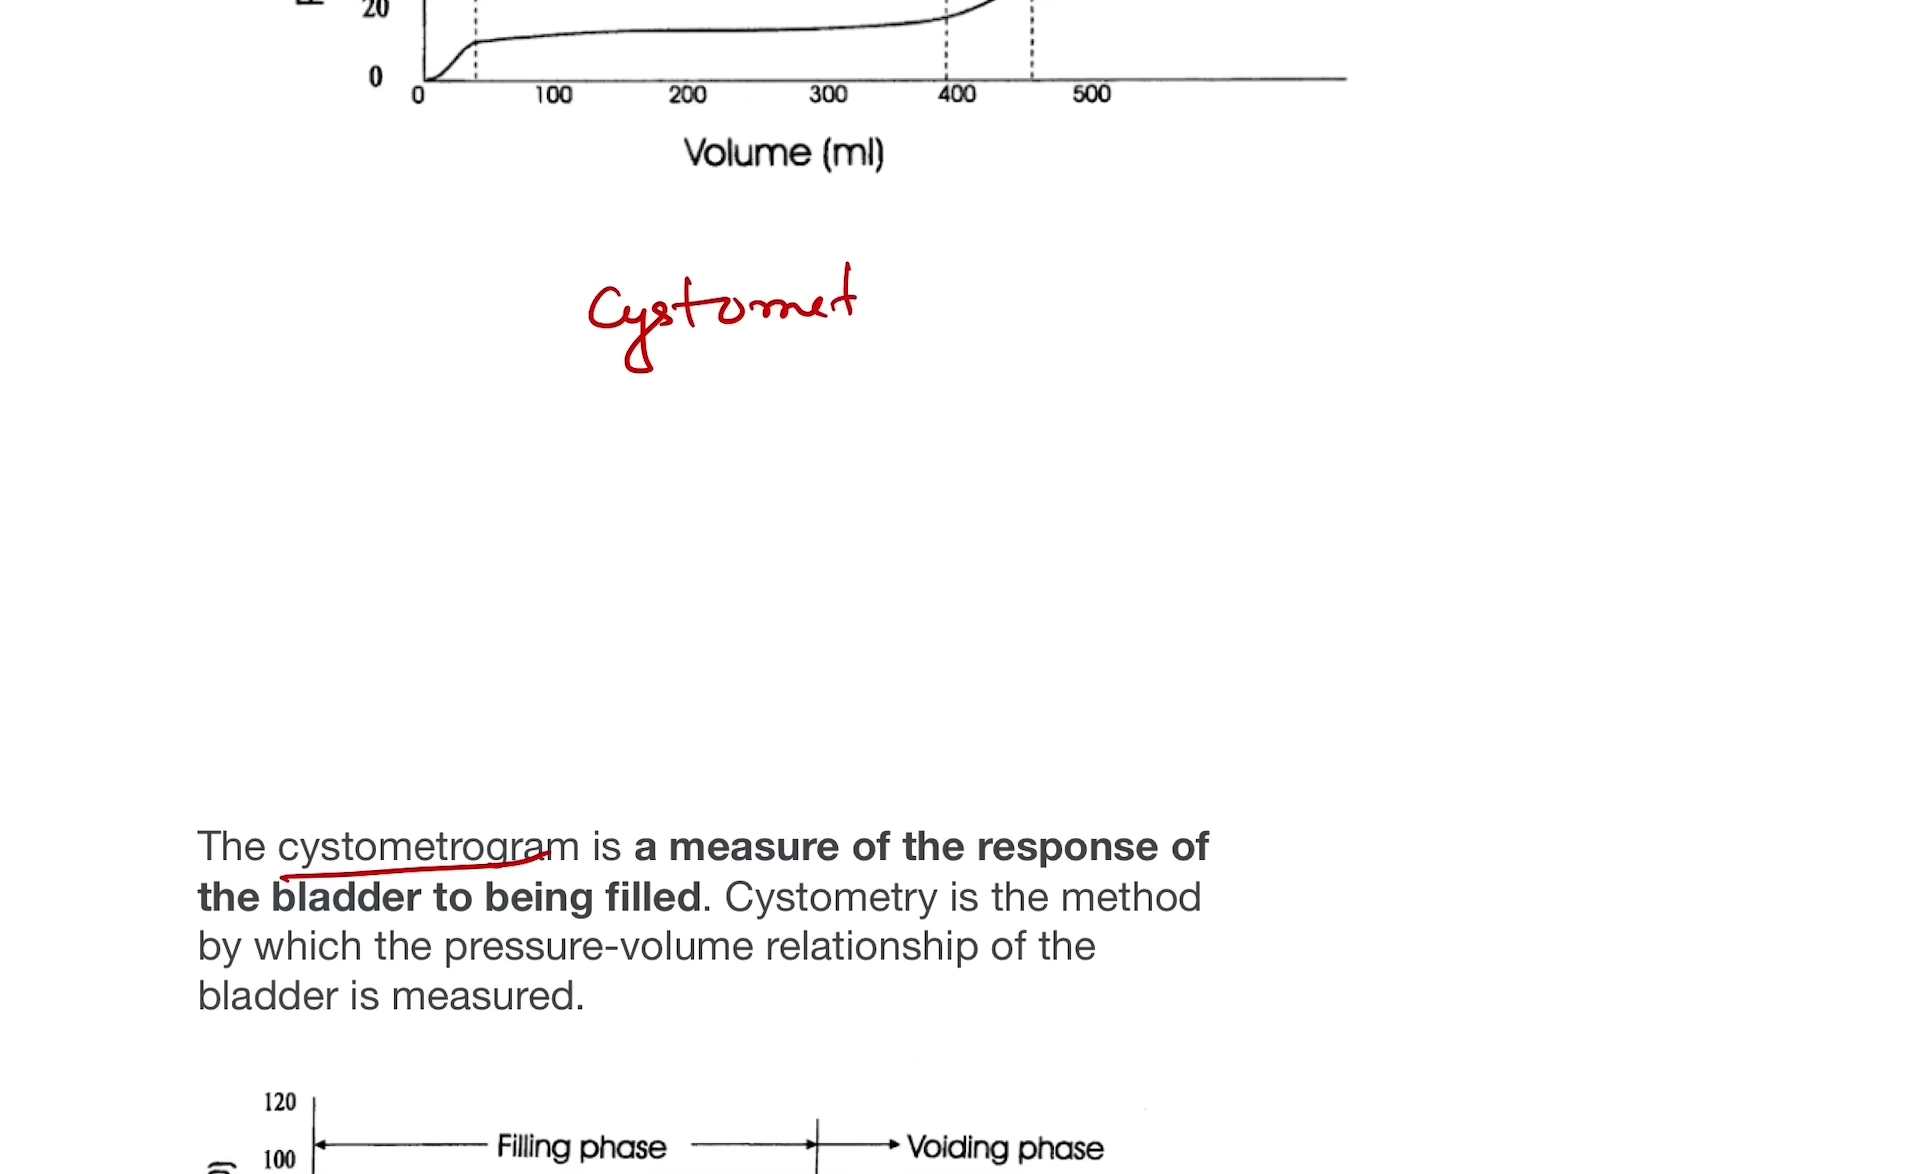 20
0
0 100 200 300 400 500
Volume (ml)
Cystomet
The cystometrogram is a measure of the response of
the bladder to being filled. Cystometry is the method
by which the pressure-volume relationship of the
bladder is measured.
120
Filling phase Voiding phase
100